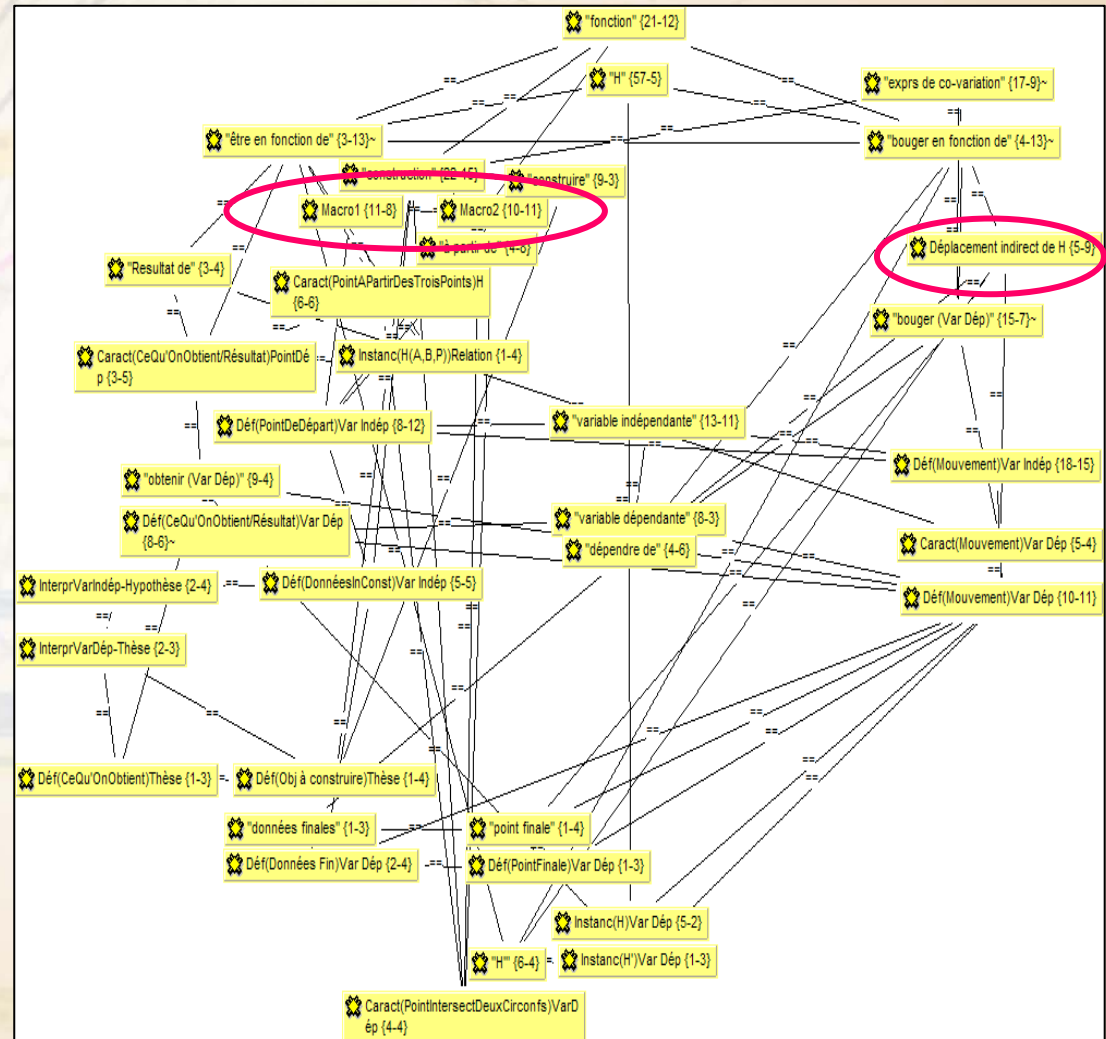 "fonction" {21-12}
"H" {57-5}
"exprs de co-variation" {17-9}~
"être en fonction de" {3-13}~
"bouger en fonction de" {4-13}~
"construction" {22-15}
"construire" {9-3}
Macro1 {11-8}
Macro2 {10-11}
"à partir de" {4-8}
Déplacement indirect de H {5-9}
"Resultat de" {3-4}
Caract(PointAPartirDesTroisPoints)H
{6-6}
"bouger (Var Dép)" {15-7}~
Caract(CeQu'OnObtient/Résultat)PointDé
p {3-5}
Instanc(H(A,B,P))Relation {1-4}
Déf(PointDeDépart)Var Indép {8-12}
"variable indépendante" {13-11}
Déf(Mouvement)Var Indép {18-15}
"obtenir (Var Dép)" {9-4}
Déf(CeQu'OnObtient/Résultat)Var Dép
{8-6}~
"variable dépendante" {8-3}
"dépendre de" {4-6}
Caract(Mouvement)Var Dép {5-4}
InterprVarIndép-Hypothèse {2-4}
Déf(DonnéesInConst)Var Indép {5-5}
Déf(Mouvement)Var Dép {10-11}
InterprVarDép-Thèse {2-3}
Déf(CeQu'OnObtient)Thèse {1-3}
Déf(Obj à construire)Thèse {1-4}
"données finales" {1-3}
"point finale" {1-4}
Déf(Données Fin)Var Dép {2-4}
Déf(PointFinale)Var Dép {1-3}
Instanc(H)Var Dép {5-2}
"H'" {6-4}
Instanc(H')Var Dép {1-3}
Caract(PointIntersectDeuxCirconfs)VarD
ép {4-4}